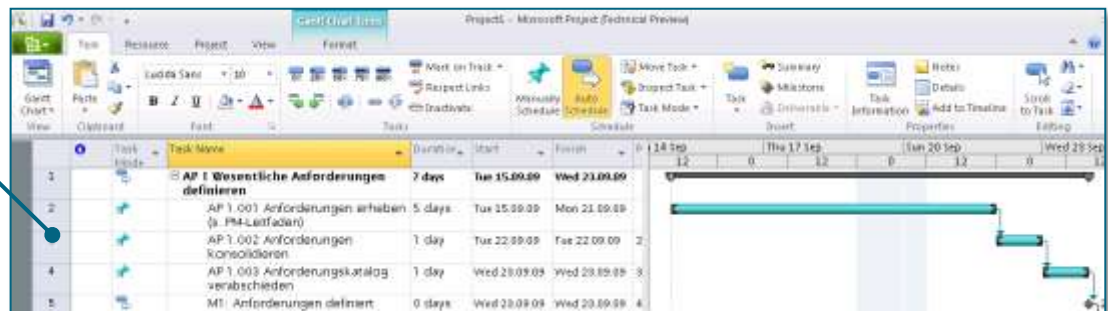 Gantt Chart Tools
Project1 - Microsoft Project (Technical Preview)
Task Resource Project View Format
Mark on Track
Move Task
Summary
Notes
Lucida Sans 10
Respect Links
Inspect Task
Milestone
Details
Gantt Chart
Paste
B I U
Inactivate
Manually Schedule
Auto Schedule
Task Mode
Task
Deliverable
Task Information
Add to Timeline
Scroll to Task
View Clipboard Font Tasks Schedule Insert Properties Editing
Task Mode Task Name Duration Start Finish 14 Sep Thu 17 Sep Sun 20 Sep Wed 23 Sep
12 0 12 0 12 0
1 AP 1 Wesentliche Anforderungen 7 days Tue 15.09.09 Wed 23.09.09
definieren
2 AP 1.001 Anforderungen erheben 5 days Tue 15.09.09 Mon 21.09.09
(s. PM-Leitfaden)
AP 1.002 Anforderungen 1 day Tue 22.09.09 Tue 22.09.09 2
konsolidieren
4 AP 1.003 Anforderungskatalog 1 day Wed 23.09.09 Wed 23.09.09 3
verabschieden
5 M1: Anforderungen definiert 0 days Wed 23.09.09 Wed 23.09.09 4